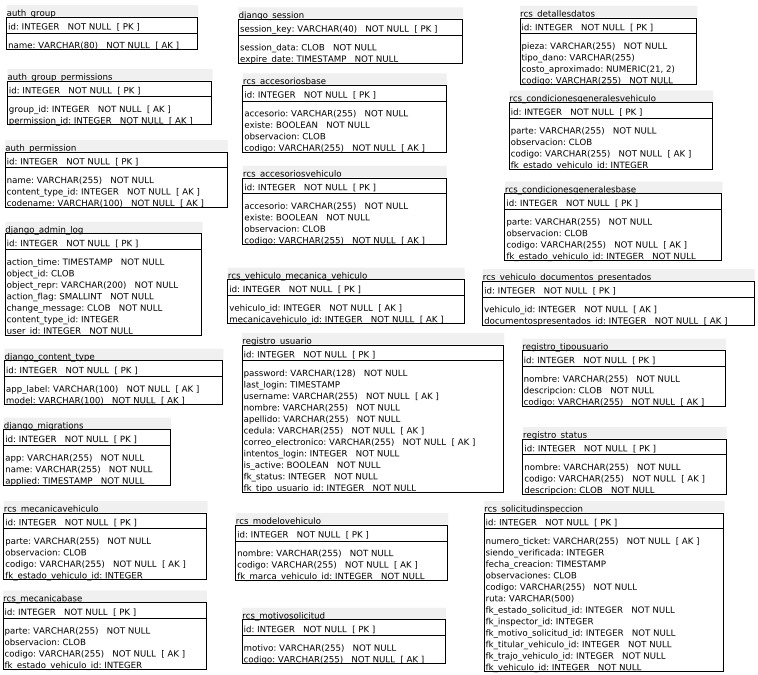 auth_group
id: INTEGER NOT NULL [ PK ]
name: VARCHAR(80) NOT NULL [ AK ]
auth_group_permissions
id: INTEGER NOT NULL [ PK ]
group_id: INTEGER NOT NULL [ AK ]
permission_id: INTEGER NOT NULL [ AK ]
auth_permission
id: INTEGER NOT NULL [ PK ]
name: VARCHAR(255) NOT NULL
content_type_id: INTEGER NOT NULL [ AK ]
codename: VARCHAR(100) NOT NULL [ AK ]
django_admin_log
id: INTEGER NOT NULL [ PK ]
action_time: TIMESTAMP NOT NULL
object_id: CLOB
object_repr: VARCHAR(200) NOT NULL
action_flag: SMALLINT NOT NULL
change_message: CLOB NOT NULL
content_type_id: INTEGER
user_id: INTEGER NOT NULL
django_content_type
id: INTEGER NOT NULL [ PK ]
app_label: VARCHAR(100) NOT NULL [ AK ]
model: VARCHAR(100) NOT NULL [ AK ]
django_migrations
id: INTEGER NOT NULL [ PK ]
app: VARCHAR(255) NOT NULL
name: VARCHAR(255) NOT NULL
applied: TIMESTAMP NOT NULL
rcs_mecanicavehiculo
id: INTEGER NOT NULL [ PK ]
parte: VARCHAR(255) NOT NULL
observacion: CLOB
codigo: VARCHAR(255) NOT NULL [ AK ]
fk_estado_vehiculo_id: INTEGER
rcs_mecanicabase
id: INTEGER NOT NULL [ PK ]
parte: VARCHAR(255) NOT NULL
observacion: CLOB
codigo: VARCHAR(255) NOT NULL [ AK ]
fk_estado_vehiculo_id: INTEGER
django_session
session_key: VARCHAR(40) NOT NULL [ PK ]
session_data: CLOB NOT NULL
expire_date: TIMESTAMP NOT NULL
rcs_accesoriosbase
id: INTEGER NOT NULL [ PK ]
accesorio: VARCHAR(255) NOT NULL
existe: BOOLEAN NOT NULL
observacion: CLOB
codigo: VARCHAR(255) NOT NULL [ AK ]
rcs_accesoriosvehiculo
id: INTEGER NOT NULL [ PK ]
accesorio: VARCHAR(255) NOT NULL
existe: BOOLEAN NOT NULL
observacion: CLOB
codigo: VARCHAR(255) NOT NULL [ AK ]
rcs_vehiculo_mecanica_vehiculo
id: INTEGER NOT NULL [ PK ]
vehiculo_id: INTEGER NOT NULL [ AK ]
mecanicavehiculo_id: INTEGER NOT NULL [ AK ]
registro_usuario
id: INTEGER NOT NULL [ PK ]
password: VARCHAR(128) NOT NULL
last_login: TIMESTAMP
username: VARCHAR(255) NOT NULL [ AK ]
nombre: VARCHAR(255) NOT NULL
apellido: VARCHAR(255) NOT NULL
cedula: VARCHAR(255) NOT NULL [ AK ]
correo_electronico: VARCHAR(255) NOT NULL [ AK ]
intentos_login: INTEGER NOT NULL
is_active: BOOLEAN NOT NULL
fk_status: INTEGER NOT NULL
fk_tipo_usuario_id: INTEGER NOT NULL
rcs_modelovehiculo
id: INTEGER NOT NULL [ PK ]
nombre: VARCHAR(255) NOT NULL
codigo: VARCHAR(255) NOT NULL [ AK ]
fk_marca_vehiculo_id: INTEGER NOT NULL
rcs_motivosolicitud
id: INTEGER NOT NULL [ PK ]
motivo: VARCHAR(255) NOT NULL
codigo: VARCHAR(255) NOT NULL [ AK ]
rcs_detallesdatos
id: INTEGER NOT NULL [ PK ]
pieza: VARCHAR(255) NOT NULL
tipo_dano: VARCHAR(255)
costo_aproximado: NUMERIC(21, 2)
codigo: VARCHAR(255) NOT NULL
rcs_condicionesgeneralesvehiculo
id: INTEGER NOT NULL [ PK ]
parte: VARCHAR(255) NOT NULL
observacion: CLOB
codigo: VARCHAR(255) NOT NULL [ AK ]
fk_estado_vehiculo_id: INTEGER
rcs_condicionesgeneralesbase
id: INTEGER NOT NULL [ PK ]
parte: VARCHAR(255) NOT NULL
observacion: CLOB
codigo: VARCHAR(255) NOT NULL [ AK ]
fk_estado_vehiculo_id: INTEGER NOT NULL
rcs_vehiculo_documentos_presentados
id: INTEGER NOT NULL [ PK ]
vehiculo_id: INTEGER NOT NULL [ AK ]
documentospresentados_id: INTEGER NOT NULL [ AK ]
registro_tipousuario
id: INTEGER NOT NULL [ PK ]
nombre: VARCHAR(255) NOT NULL
descripcion: CLOB NOT NULL
codigo: VARCHAR(255) NOT NULL [ AK ]
registro_status
id: INTEGER NOT NULL [ PK ]
nombre: VARCHAR(255) NOT NULL
codigo: VARCHAR(255) NOT NULL [ AK ]
descripcion: CLOB NOT NULL
rcs_solicitudinspeccion
id: INTEGER NOT NULL [ PK ]
numero_ticket: VARCHAR(255) NOT NULL [ AK ]
siendo_verificada: INTEGER
fecha_creacion: TIMESTAMP
observaciones: CLOB
codigo: VARCHAR(255) NOT NULL
ruta: VARCHAR(500)
fk_estado_solicitud_id: INTEGER NOT NULL
fk_inspector_id: INTEGER
fk_motivo_solicitud_id: INTEGER NOT NULL
fk_titular_vehiculo_id: INTEGER NOT NULL
fk_trajo_vehiculo_id: INTEGER NOT NULL
fk_vehiculo_id: INTEGER NOT NULL